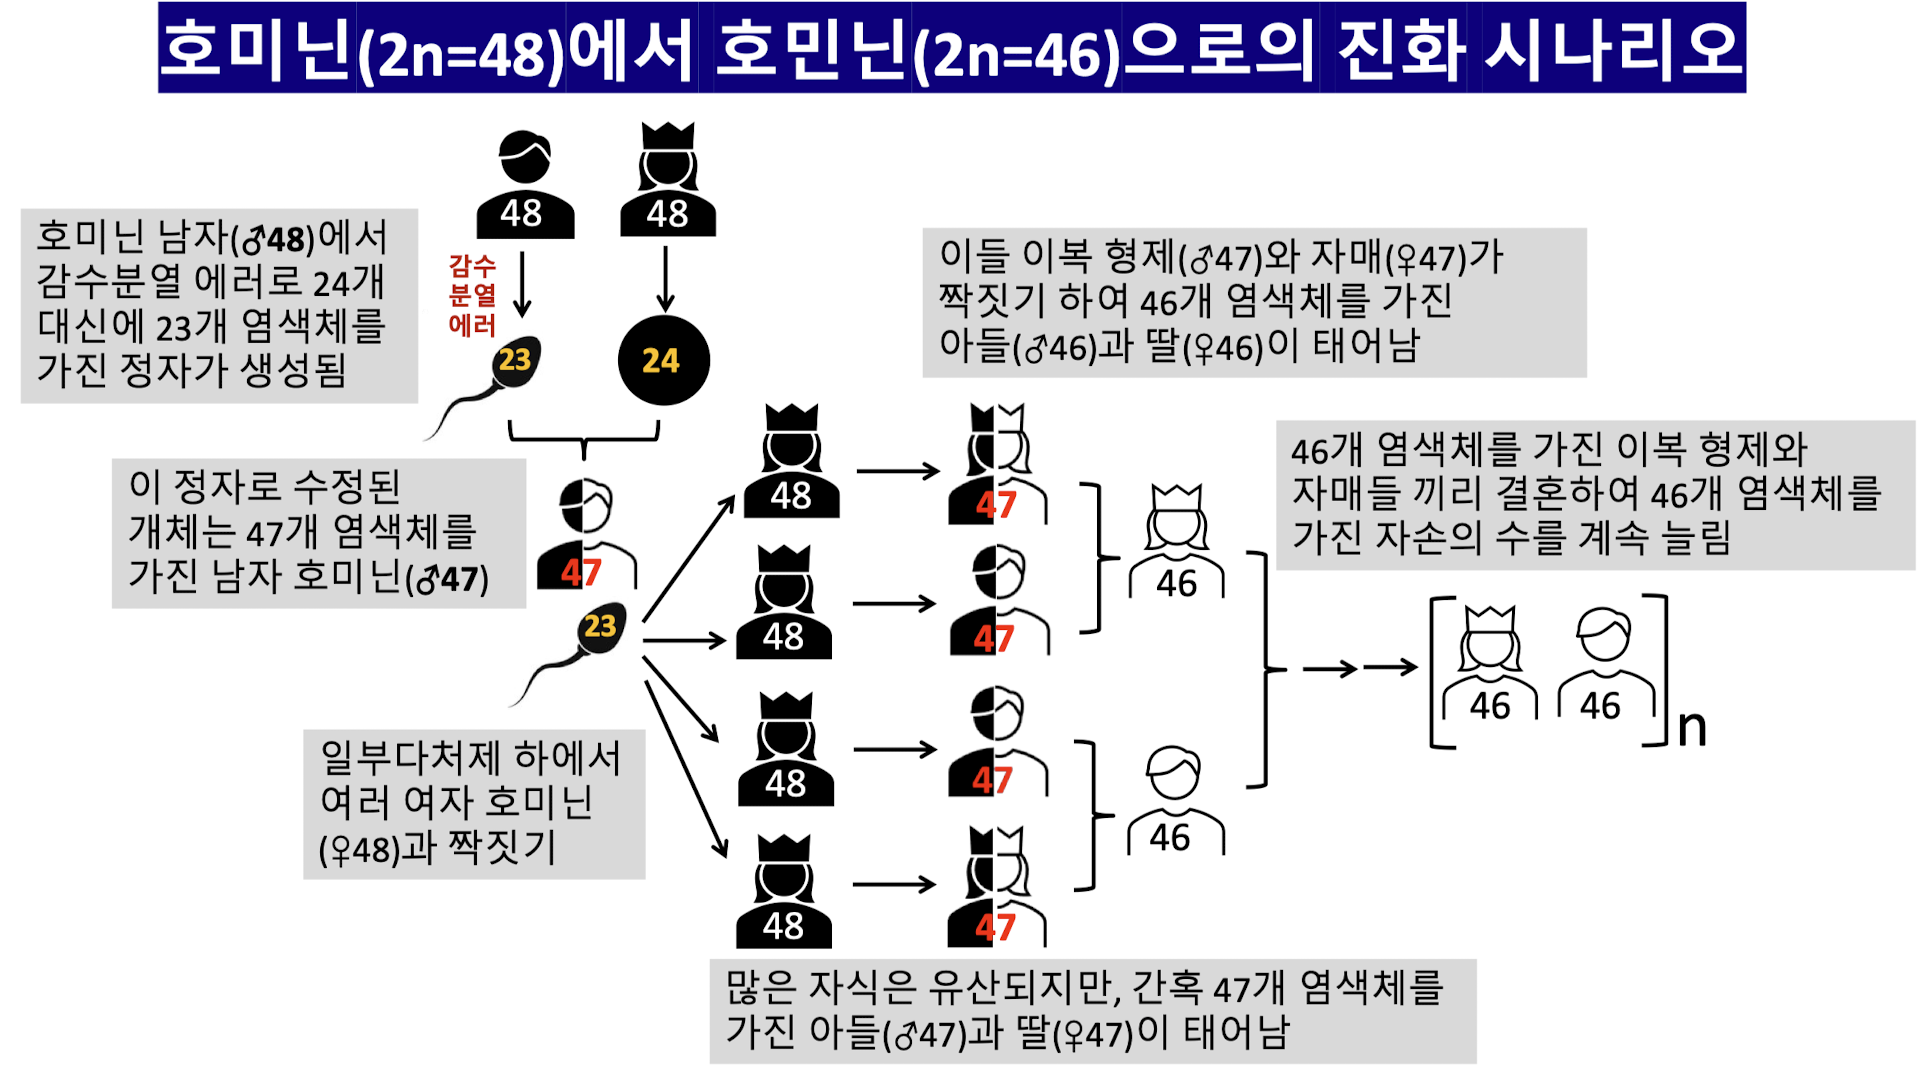 호미닌(2n=48)에서 호민닌(2n=46)으로의 진화 시나리오
48
48
호미닌 남자(♂48)에서
감수분열 에러로 24개
대신에 23개 염색체를
가진 정자가 생성됨
감수
분열
에러
23
24
이들 이복 형제(♂47)와 자매(♀47)가
짝짓기 하여 46개 염색체를 가진
아들(♂46)과 딸(♀46)이 태어남
이 정자로 수정된
개체는 47개 염색체를
가진 남자 호미닌(♂47)
47
23
48
47
48
47
48
47
48
47
46
46
46개 염색체를 가진 이복 형제와
자매들 끼리 결혼하여 46개 염색체를
가진 자손의 수를 계속 늘림
46
46
n
일부다처제 하에서
여러 여자 호미닌
(♀48)과 짝짓기
많은 자식은 유산되지만, 간혹 47개 염색체를
가진 아들(♂47)과 딸(♀47)이 태어남